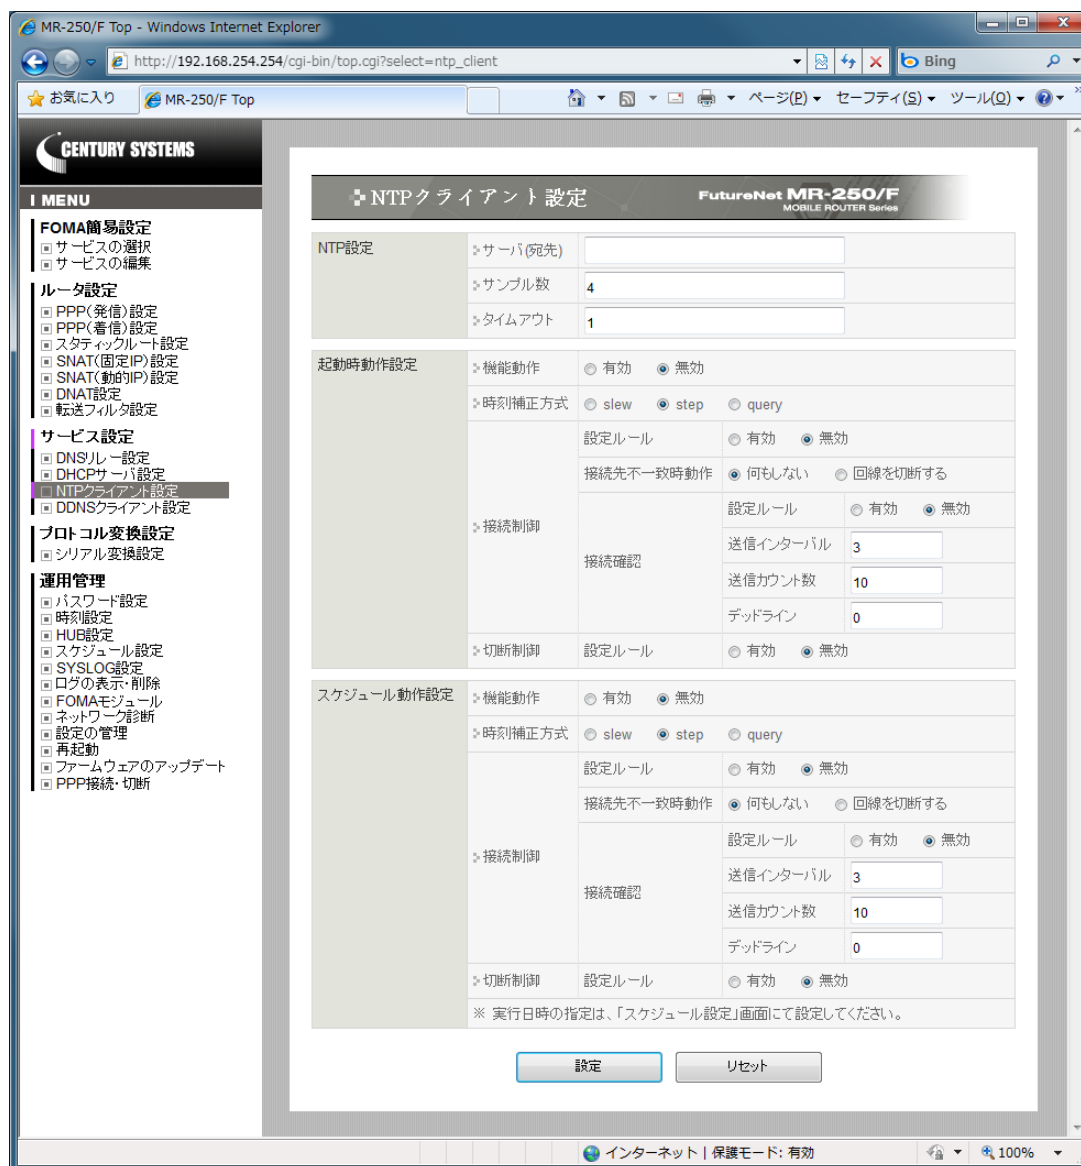 MR-250/F Top - Windows Internet Explorer
http://192.168.254.254/cgi-bin/top.cgi?select=ntp_client
Bing
お気に入り
MR-250/F Top
ページ(P)
セーフティ(S)
ツール(O)
CENTURY SYSTEMS
MENU
FOMA簡易設定
サービスの選択
サービスの編集
ルータ設定
PPP(発信)設定
PPP(着信)設定
スタティックルート設定
SNAT(固定IP)設定
SNAT(動的IP)設定
DNAT設定
転送フィルタ設定
サービス設定
DNSリレー設定
DHCPサーバ設定
NTPクライアント設定
DDNSクライアント設定
プロトコル変換設定
シリアル変換設定
運用管理
パスワード設定
時刻設定
HUB設定
スケジュール設定
SYSLOG設定
ログの表示・削除
FOMAモジュール
ネットワーク診断
設定の管理
再起動
ファームウェアのアップデート
PPP接続・切断
NTPクライアント設定
FutureNet MR-250/F
MOBILE ROUTER Series
NTP設定
サーバ(宛先)
サンプル数 4
タイムアウト 1
起動時動作設定
機能動作 有効 無効
時刻補正方式 slew step query
接続制御
設定ルール 有効 無効
接続先不一致時動作 何もしない 回線を切断する
接続確認
設定ルール 有効 無効
送信インターバル 3
送信カウント数 10
デッドライン 0
切断制御 設定ルール 有効 無効
スケジュール動作設定
機能動作 有効 無効
時刻補正方式 slew step query
接続制御
設定ルール 有効 無効
接続先不一致時動作 何もしない 回線を切断する
接続確認
設定ルール 有効 無効
送信インターバル 3
送信カウント数 10
デッドライン 0
切断制御 設定ルール 有効 無効
※ 実行日時の指定は、「スケジュール設定」画面にて設定してください。
設定
リセット
インターネット | 保護モード: 有効
100%